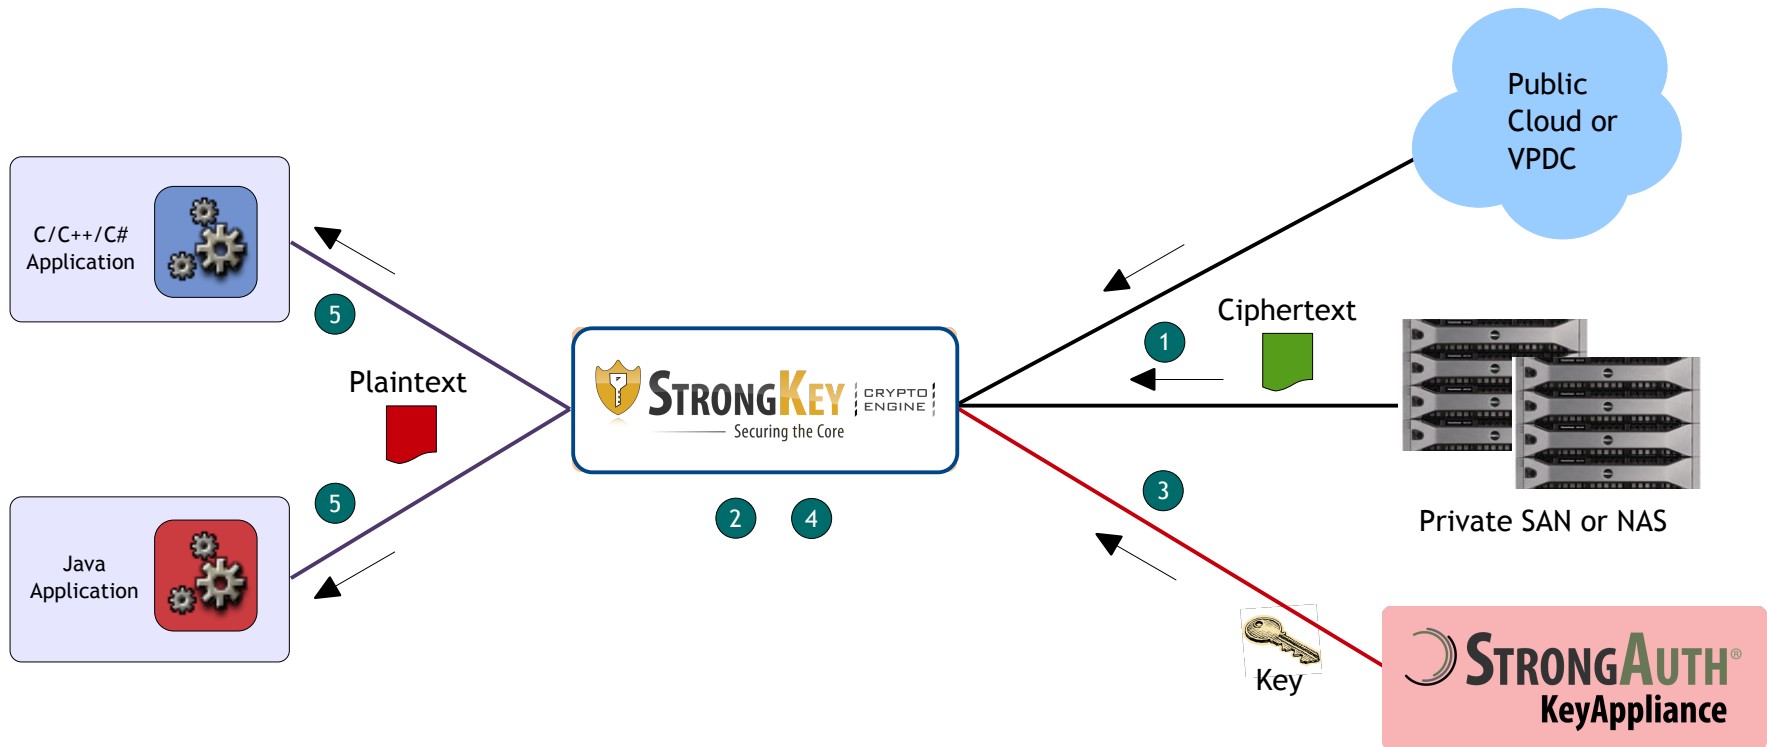 Public
Cloud or
VPDC
C/C++/C#
Application
5
Ciphertext
1
Plaintext
STRONGKEY CRYPTO
ENGINE
Securing the Core
5
2
4
3
Private SAN or NAS
Java
Application
Key
STRONGAUTH®
KeyAppliance